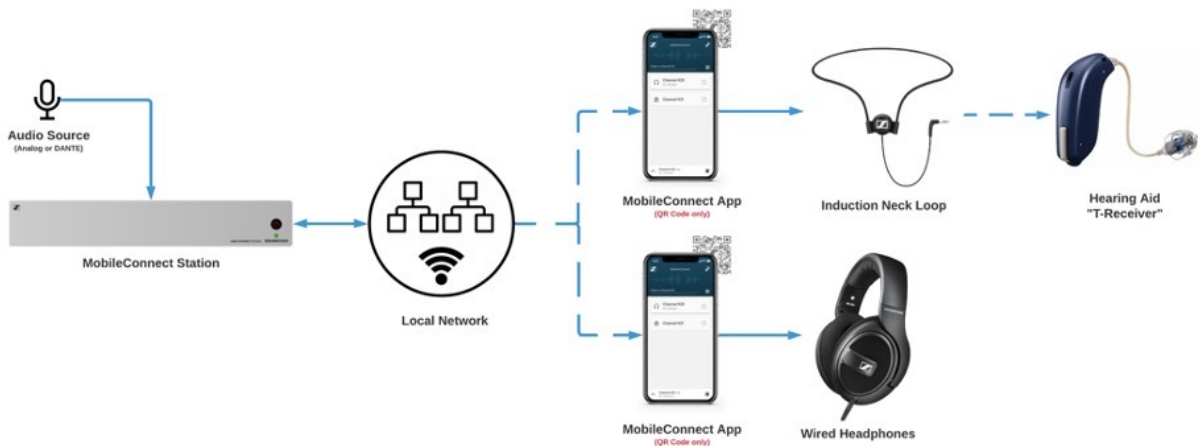 Audio Source
(Analog or DANTE)
MobileConnect Station
Local Network
MobileConnect App
(QR Code only)
Induction Neck Loop
Hearing Aid
"T-Receiver"
MobileConnect App
(QR Code only)
Wired Headphones